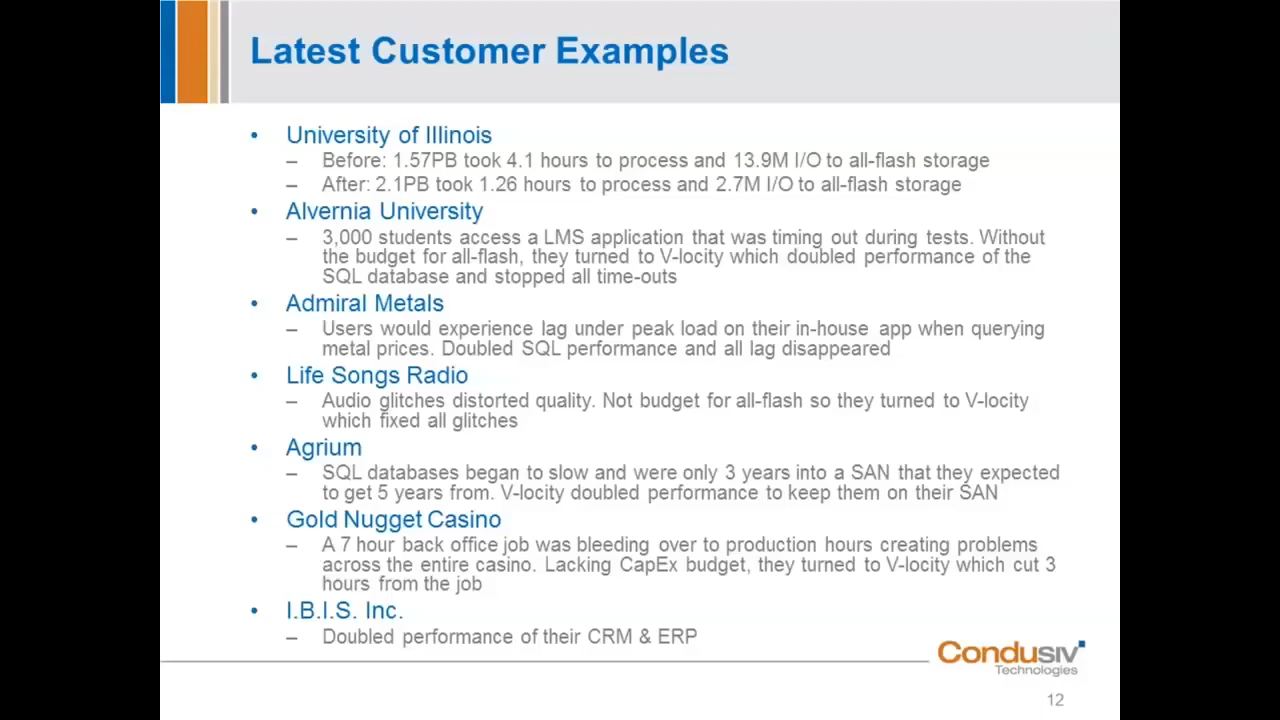 Latest Customer Examples
• University of Illinois
– Before: 1.57PB took 4.1 hours to process and 13.9M I/O to all-flash storage
– After: 2.1PB took 1.26 hours to process and 2.7M I/O to all-flash storage
• Alvernia University
– 3,000 students access a LMS application that was timing out during tests. Without
the budget for all-flash, they turned to V-locity which doubled performance of the
SQL database and stopped all time-outs
• Admiral Metals
– Users would experience lag under peak load on their in-house app when querying
metal prices. Doubled SQL performance and all lag disappeared
• Life Songs Radio
– Audio glitches distorted quality. Not budget for all-flash so they turned to V-locity
which fixed all glitches
• Agrium
– SQL databases began to slow and were only 3 years into a SAN that they expected
to get 5 years from. V-locity doubled performance to keep them on their SAN
• Gold Nugget Casino
– A 7 hour back office job was bleeding over to production hours creating problems
across the entire casino. Lacking CapEx budget, they turned to V-locity which cut 3
hours from the job
• I.B.I.S. Inc.
– Doubled performance of their CRM & ERP
Condusiv
Technologies
12